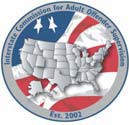 Interstate Commission for Adult Offender Supervision
Est. 2002